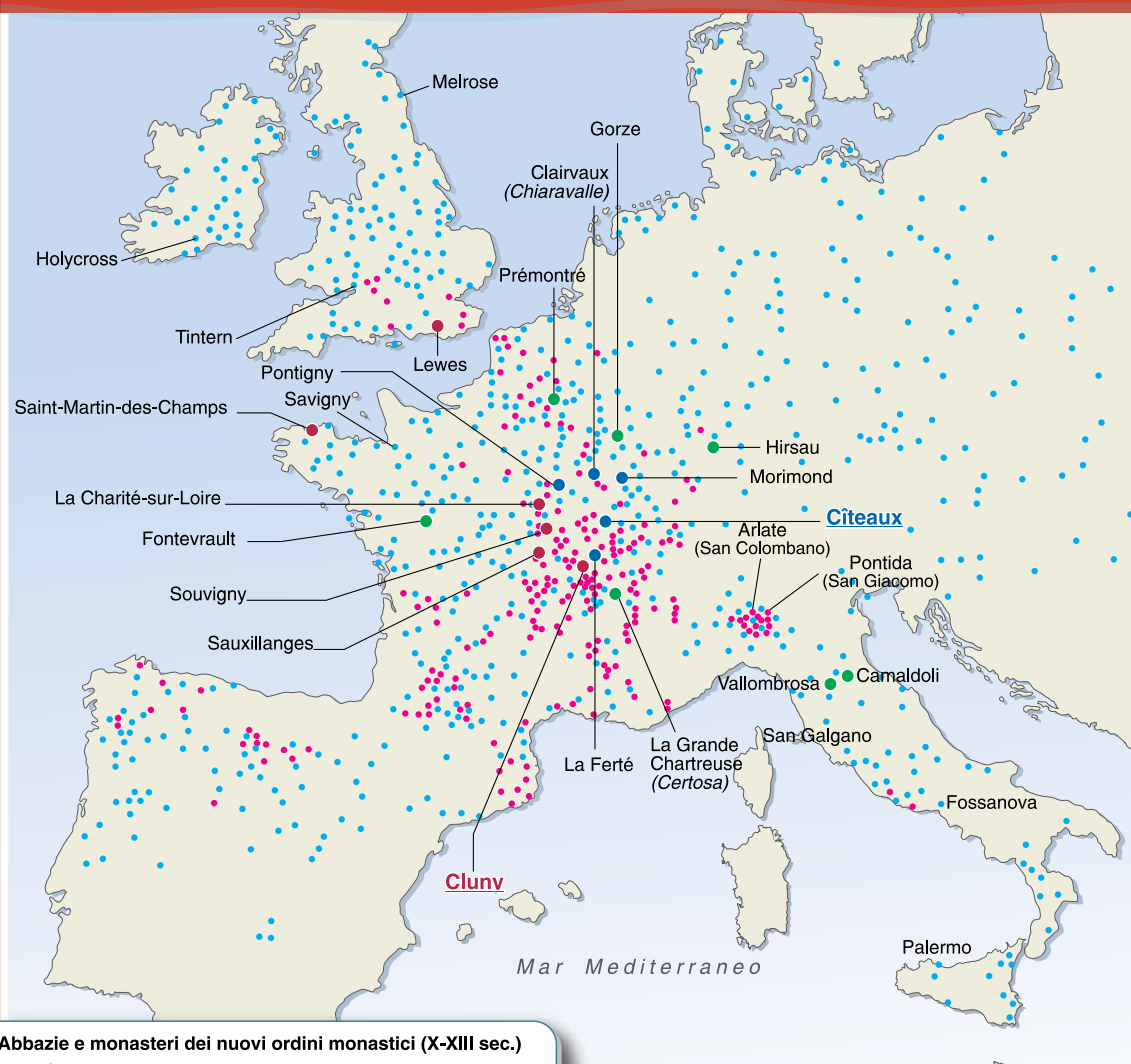 Melrose
Gorze
Clairvaux
(Chiaravalle)
Holycross
Prémontré
Tintern
Lewes
Pontigny
Savigny
Saint-Martin-des-Champs
Hirsau
Morimond
La Charité-sur-Loire
Cîteaux
Fontevrault
Arlate
(San Colombano)
Pontida
(San Giacomo)
Souvigny
Sauxillanges
Vallombrosa
Camaldoli
San Galgano
La Grande
Chartreuse
(Certosa)
La Ferté
Fossanova
Cluny
Palermo
Mar Mediterraneo
Abbazie e monasteri dei nuovi ordini monastici (X-XIII sec.)